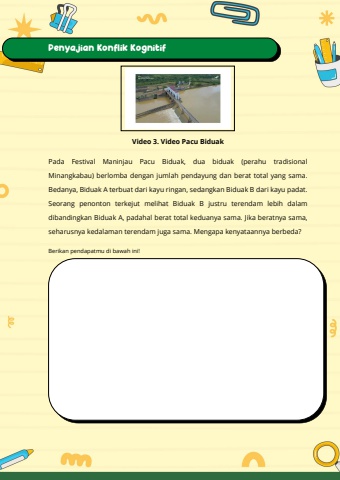 Penyajian Konflik Kognitif
Video 3. Video Pacu Biduak
Pada Festival Maninjau Pacu Biduak, dua biduak (perahu tradisional
Minangkabau) berlomba dengan jumlah pendayung dan berat total yang sama.
Bedanya, Biduak A terbuat dari kayu ringan, sedangkan Biduak B dari kayu padat.
Seorang penonton terkejut melihat Biduak B justru terendam lebih dalam
dibandingkan Biduak A, padahal berat total keduanya sama. Jika beratnya sama,
seharusnya kedalaman terendam juga sama. Mengapa kenyataannya berbeda?
Berikan pendapatmu di bawah ini!